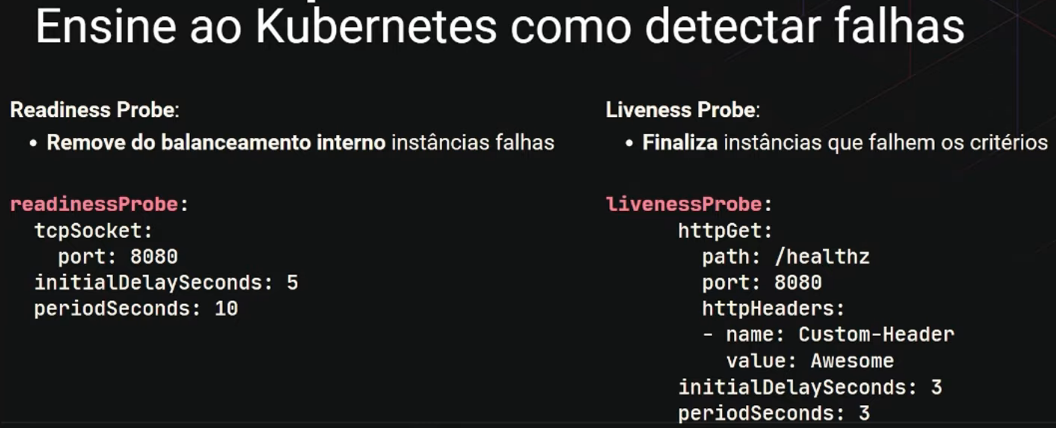 Ensine ao Kubernetes como detectar falhas
Readiness Probe:
• Remove do balanceamento interno instâncias falhas
readinessProbe:
  tcpSocket:
    port: 8080
  initialDelaySeconds: 5
  periodSeconds: 10
Liveness Probe:
• Finaliza instâncias que falhem os critérios
livenessProbe:
      httpGet:
        path: /healthz
        port: 8080
        httpHeaders:
        - name: Custom-Header
          value: Awesome
      initialDelaySeconds: 3
      periodSeconds: 3